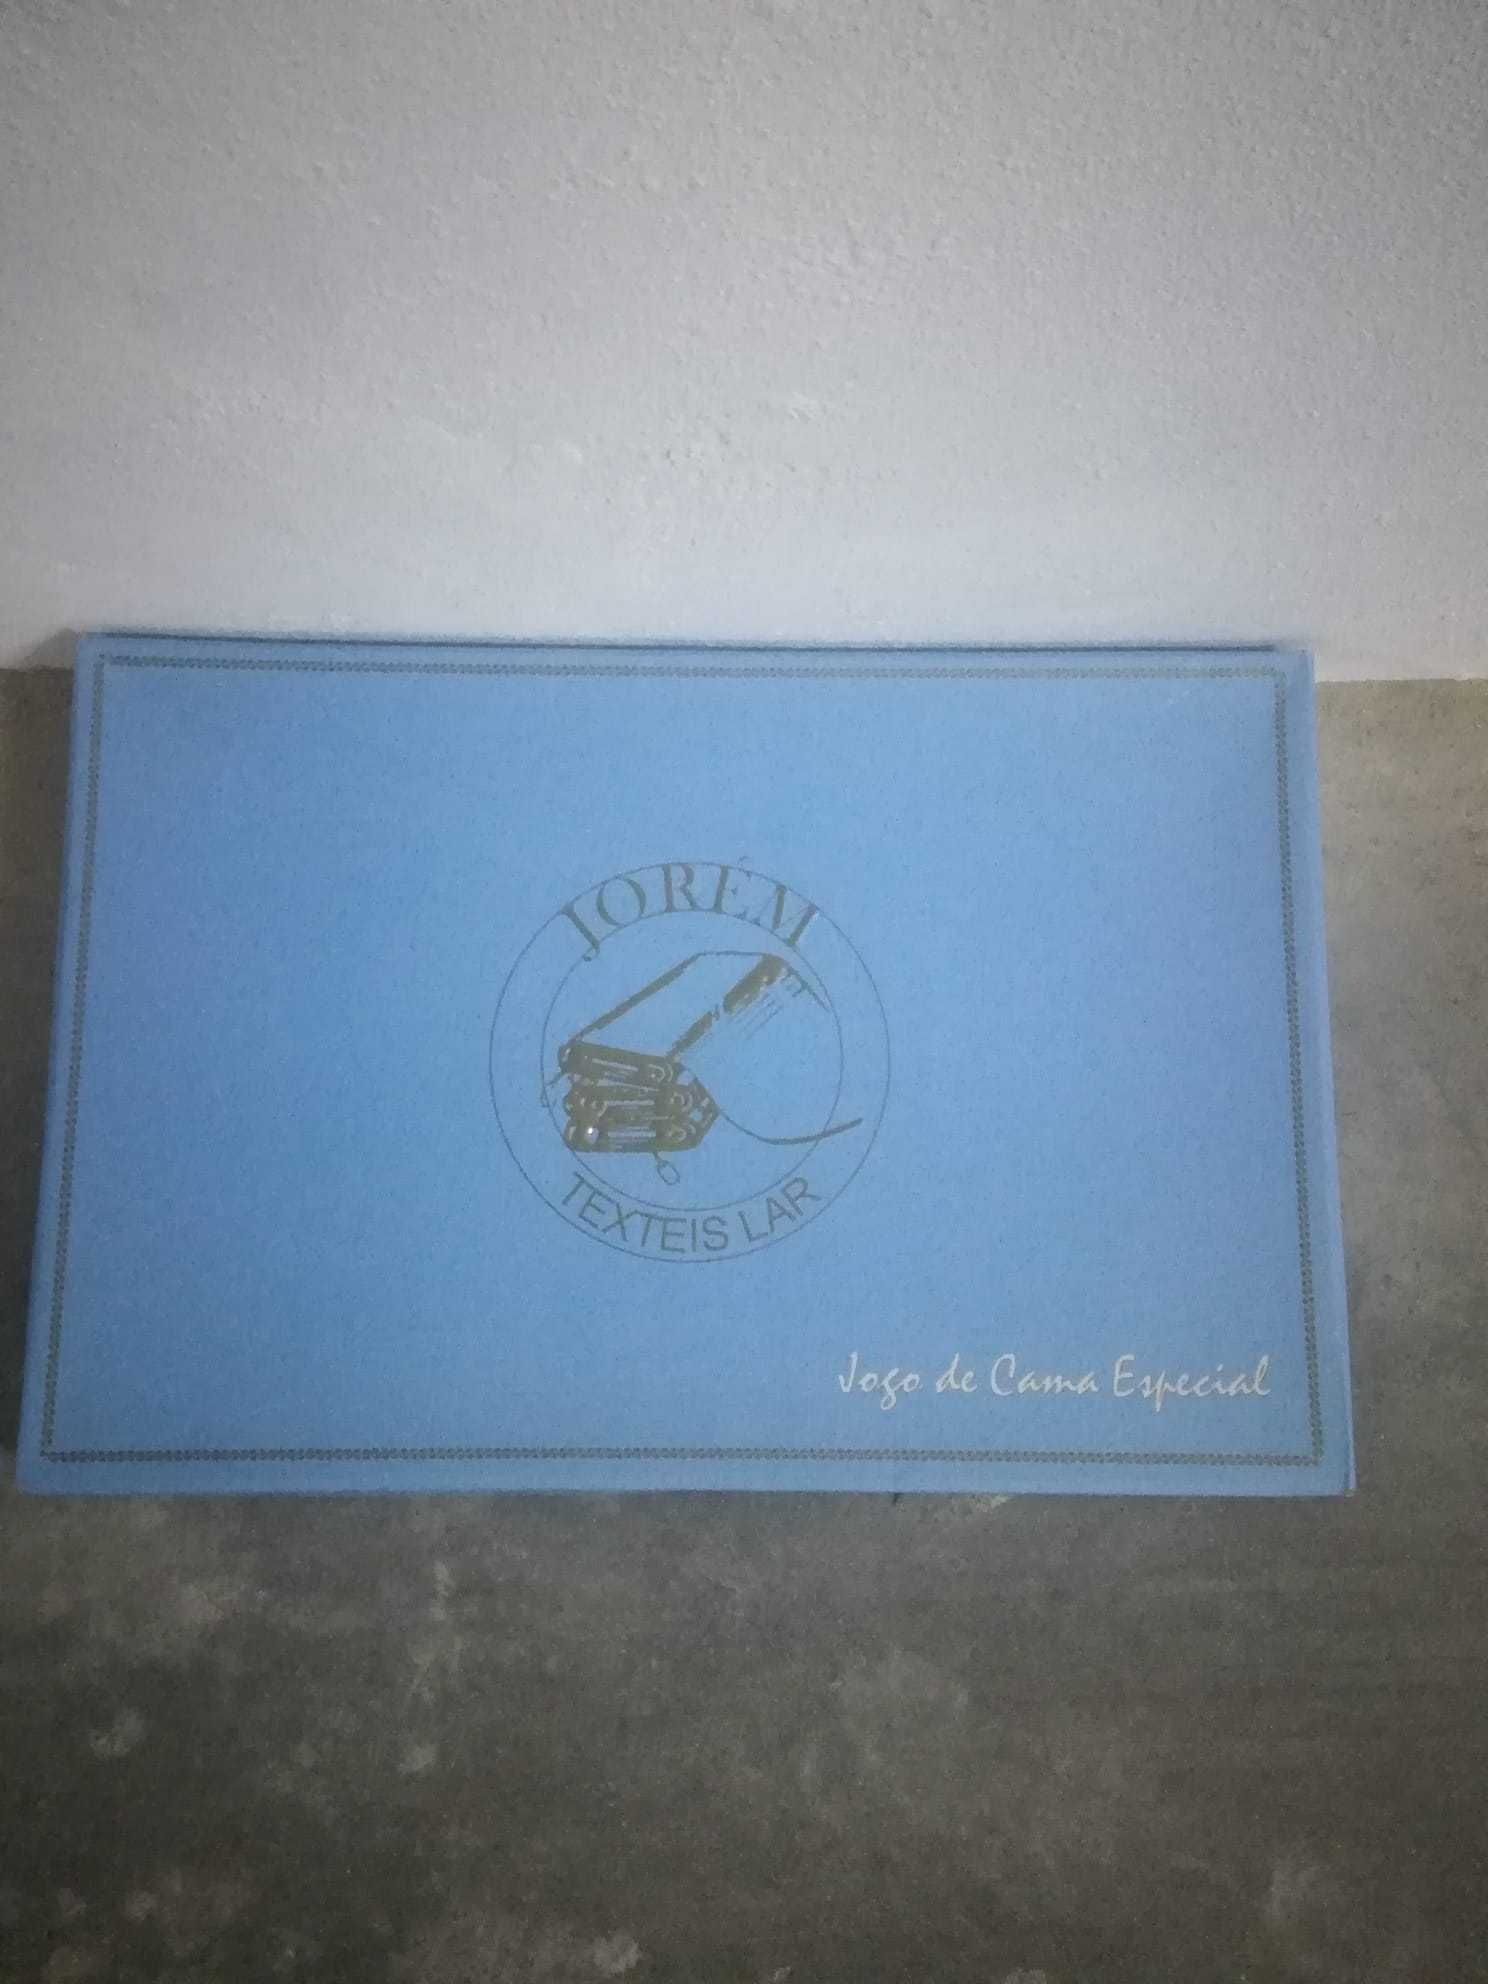 JORÉM
TEXTEIS LAR
Jogo de Cama Especial